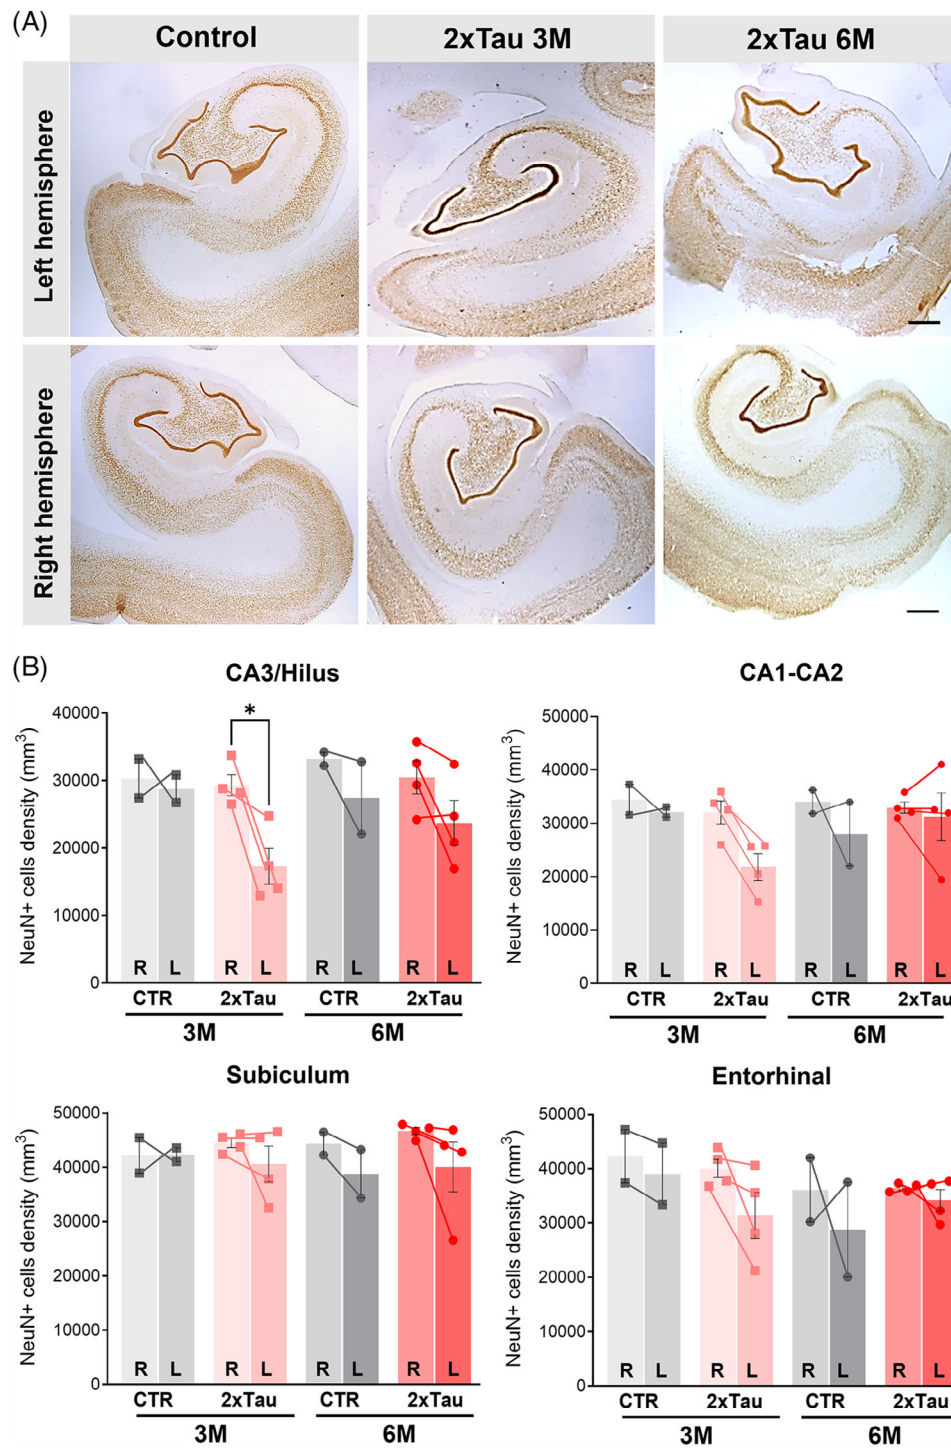 (A)
Control
2xTau 3M
2xTau 6M
Left hemisphere
Right hemisphere
(B)
CA3/Hilus
NeuN+ cells density (mm³)
40000
30000
20000
10000
0
*
R L R L R L R L
CTR 2xTau CTR 2xTau
3M 6M
CA1-CA2
NeuN+ cells density (mm³)
50000
40000
30000
20000
10000
0
R L R L R L R L
CTR 2xTau CTR 2xTau
3M 6M
Subiculum
NeuN+ cells density (mm³)
50000
40000
30000
20000
10000
0
R L R L R L R L
CTR 2xTau CTR 2xTau
3M 6M
Entorhinal
NeuN+ cells density (mm³)
50000
40000
30000
20000
10000
0
R L R L R L R L
CTR 2xTau CTR 2xTau
3M 6M